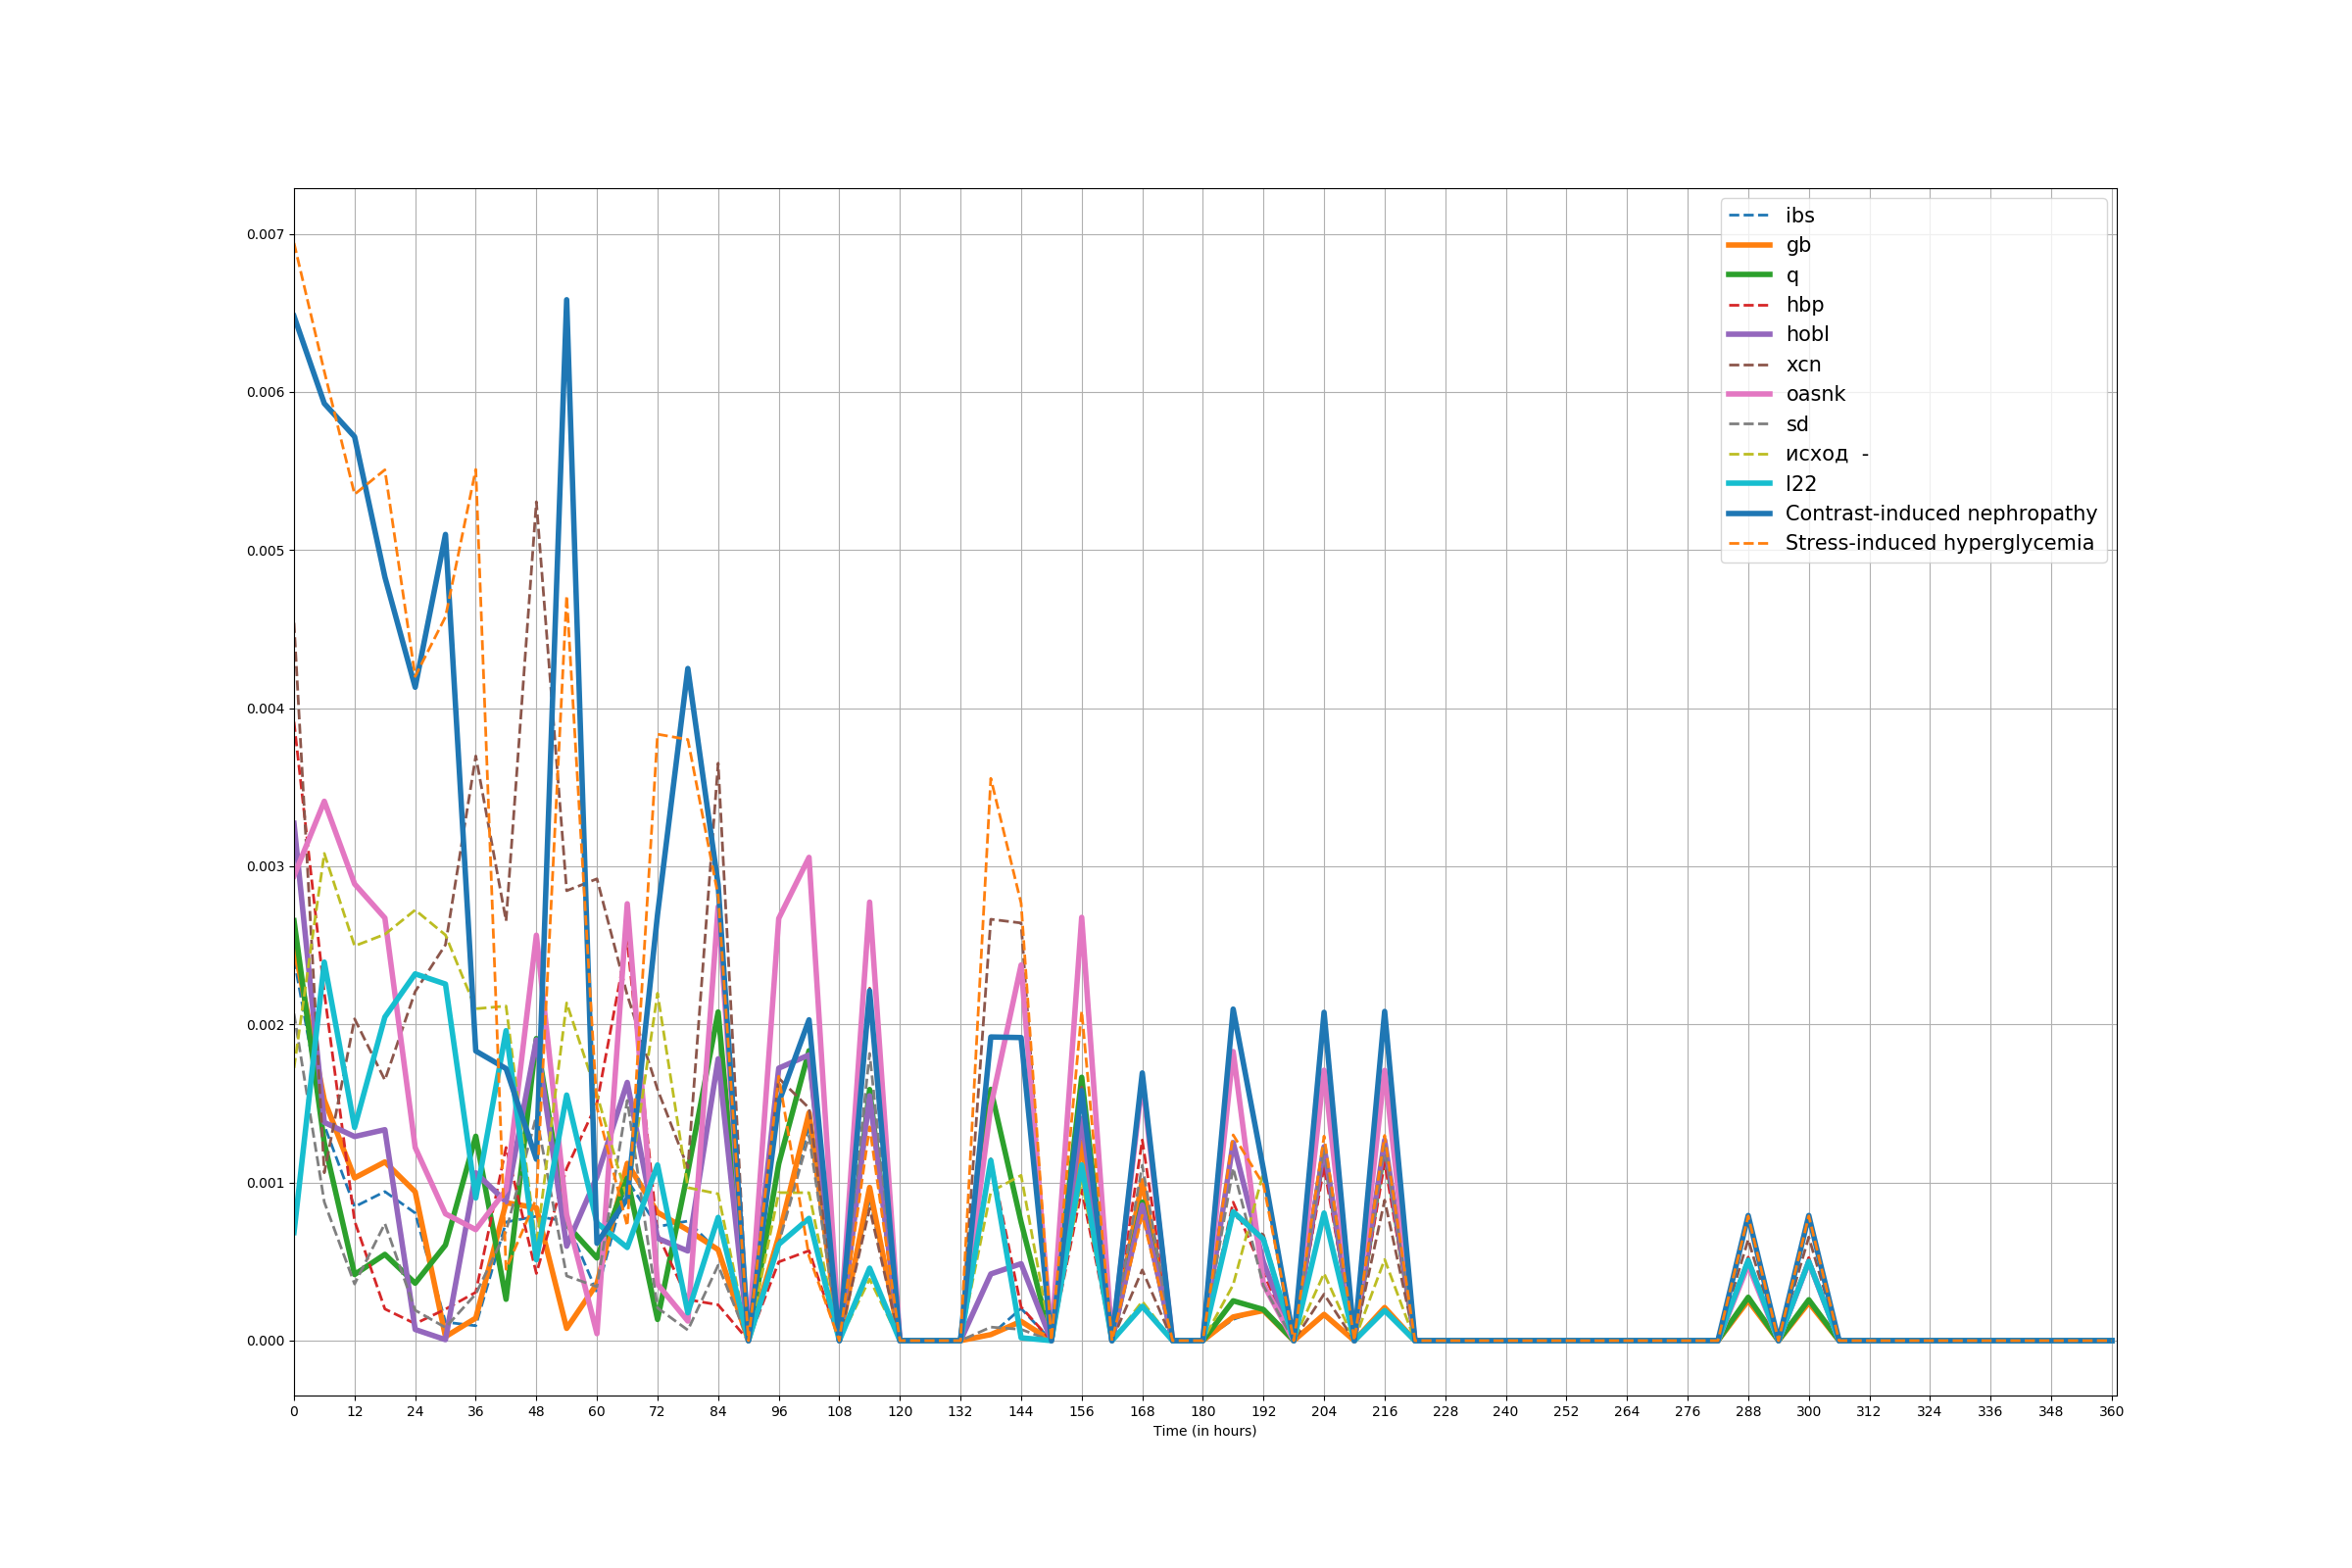 0.007
0.006
0.005
0.004
0.003
0.002
0.001
0.000
ibs
gb
q
hbp
hobl
xcn
oasnk
sd
исход  -
l22
Contrast-induced nephropathy
Stress-induced hyperglycemia
0 12 24 36 48 60 72 84 96 108 120 132 144 156 168 180 192 204 216 228 240 252 264 276 288 300 312 324 336 348 360
Time (in hours)